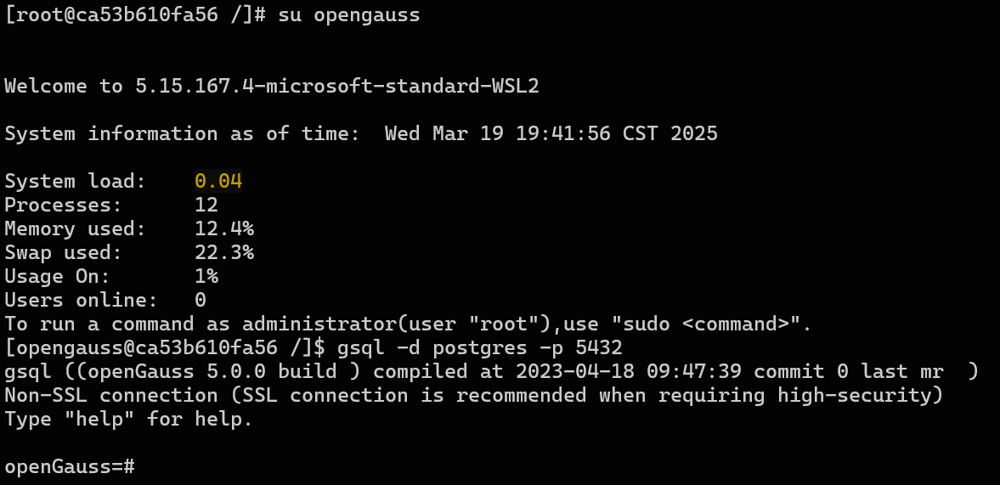 [root@ca53b610fa56 /]# su opengauss
Welcome to 5.15.167.4-microsoft-standard-WSL2
System information as of time:  Wed Mar 19 19:41:56 CST 2025
System load:    0.04
Processes:      12
Memory used:    12.4%
Swap used:      22.3%
Usage On:       1%
Users online:   0
To run a command as administrator(user "root"),use "sudo <command>".
[opengauss@ca53b610fa56 /]$ gsql -d postgres -p 5432
gsql ((openGauss 5.0.0 build ) compiled at 2023-04-18 09:47:39 commit 0 last mr  )
Non-SSL connection (SSL connection is recommended when requiring high-security)
Type "help" for help.
openGauss=#